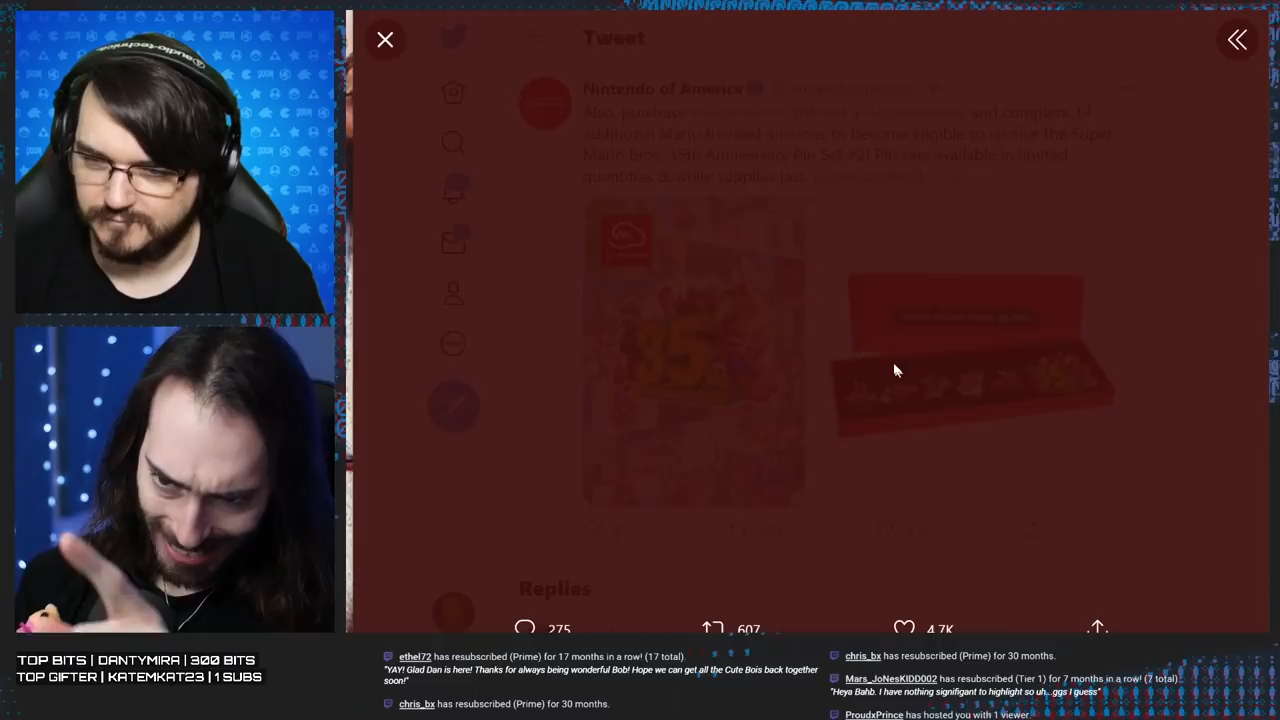 audio-technica
Tweet
Nintendo of America
Also, purchase and complete 14
additional Mario themed missions to become eligible to receive the Super
Mario Bros. 35th Anniversary Pin Set #2! Pin sets available in limited
quantities & while supplies last.
35
Replies
275
607
4.7K
TOP BITS | DANTYMIRA | 300 BITS
TOP GIFTER | KATEMKAT23 | 1 SUBS
ethel72 has resubscribed (Prime) for 17 months in a row! (17 total).
"YAY! Glad Dan is here! Thanks for always being wonderful Bob! Hope we can get all the Cute Bois back together
soon!"
chris_bx has resubscribed (Prime) for 30 months.
chris_bx has resubscribed (Prime) for 30 months.
Mars_JoNesKIDD002 has resubscribed (Tier 1) for 7 months in a row! (7 total).
"Heya Bahb. I have nothing signifigant to highlight so uh...ggs I guess"
ProudxPrince has hosted you with 1 viewer.